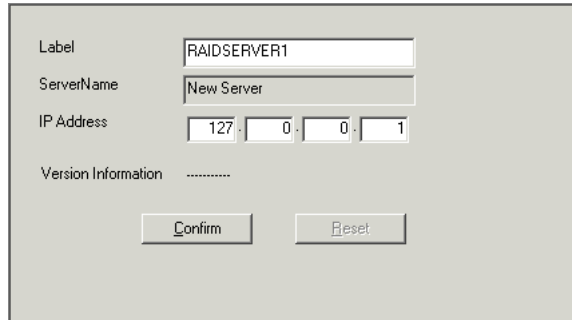 Label RAIDSERVER1
ServerName New Server
IP Address 127 . 0 . 0 . 1
Version Information -----------
Confirm Reset